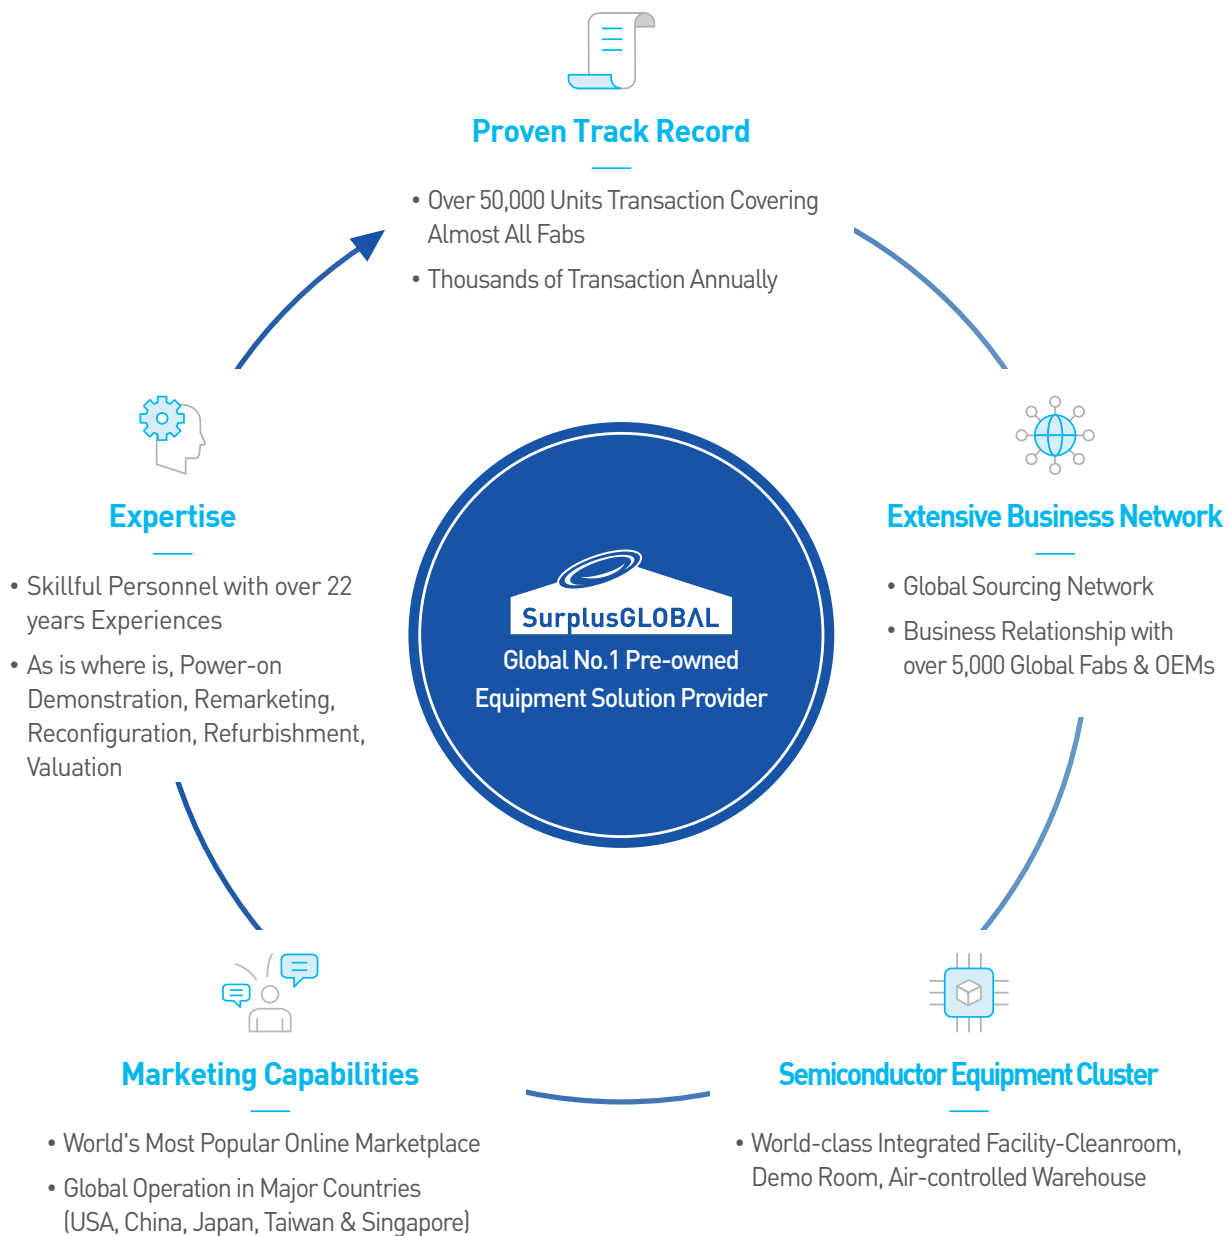 Proven Track Record
• Over 50,000 Units Transaction Covering
Almost All Fabs
• Thousands of Transaction Annually
Extensive Business Network
• Global Sourcing Network
• Business Relationship with
over 5,000 Global Fabs & OEMs
Semiconductor Equipment Cluster
• World-class Integrated Facility-Cleanroom,
Demo Room, Air-controlled Warehouse
Marketing Capabilities
• World's Most Popular Online Marketplace
• Global Operation in Major Countries
(USA, China, Japan, Taiwan & Singapore)
Expertise
• Skillful Personnel with over 22
years Experiences
• As is where is, Power-on
Demonstration, Remarketing,
Reconfiguration, Refurbishment,
Valuation
SurplusGLOBAL
Global No.1 Pre-owned
Equipment Solution Provider